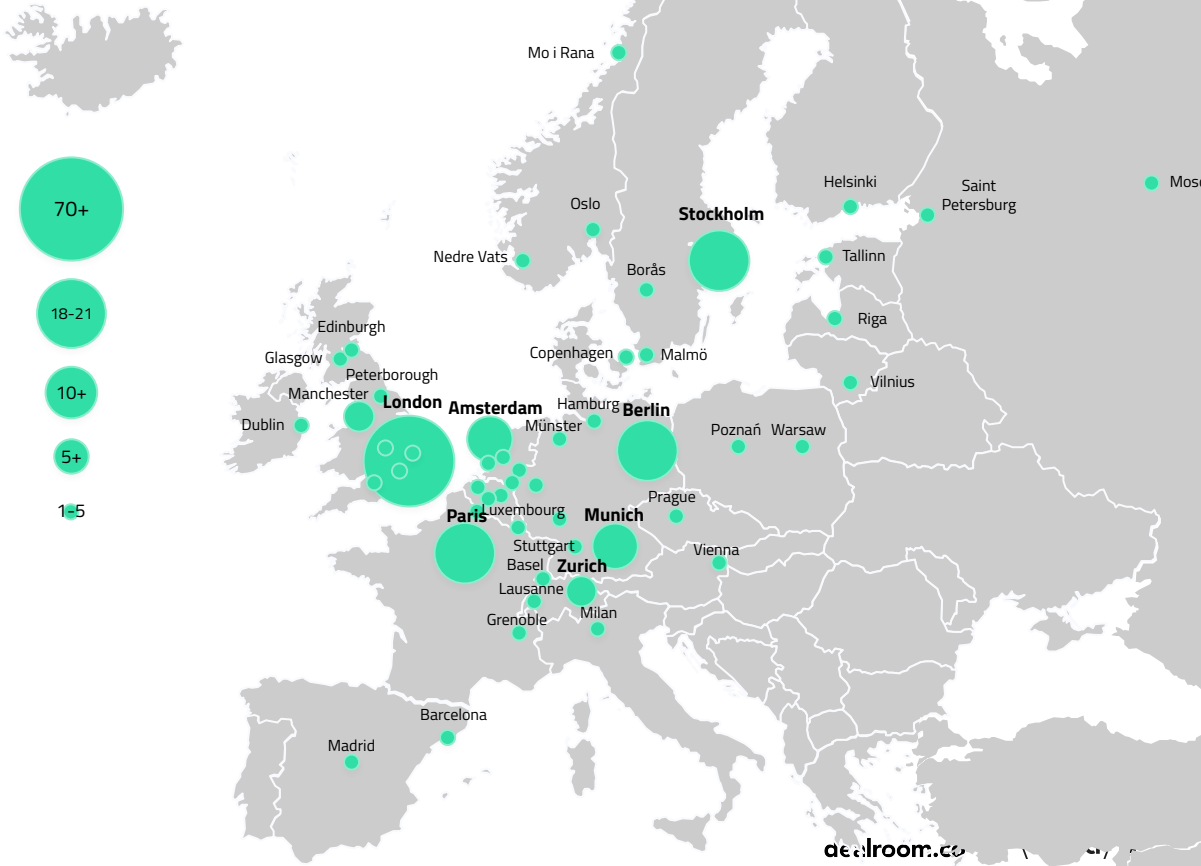 Mo i Rana
Helsinki
Saint
Petersburg
70+
Oslo
Stockholm
Nedre Vats
Tallinn
Borås
18-21
Riga
Edinburgh
Copenhagen
Malmö
Glasgow
Peterborough
Vilnius
10+
Manchester
London
Amsterdam
Hamburg
Berlin
Dublin
Münster
Poznań
Warsaw
5+
Prague
1-5
Luxembourg
Paris
Munich
Stuttgart
Vienna
Basel
Zurich
Lausanne
Grenoble
Milan
Barcelona
Madrid
dealroom.co